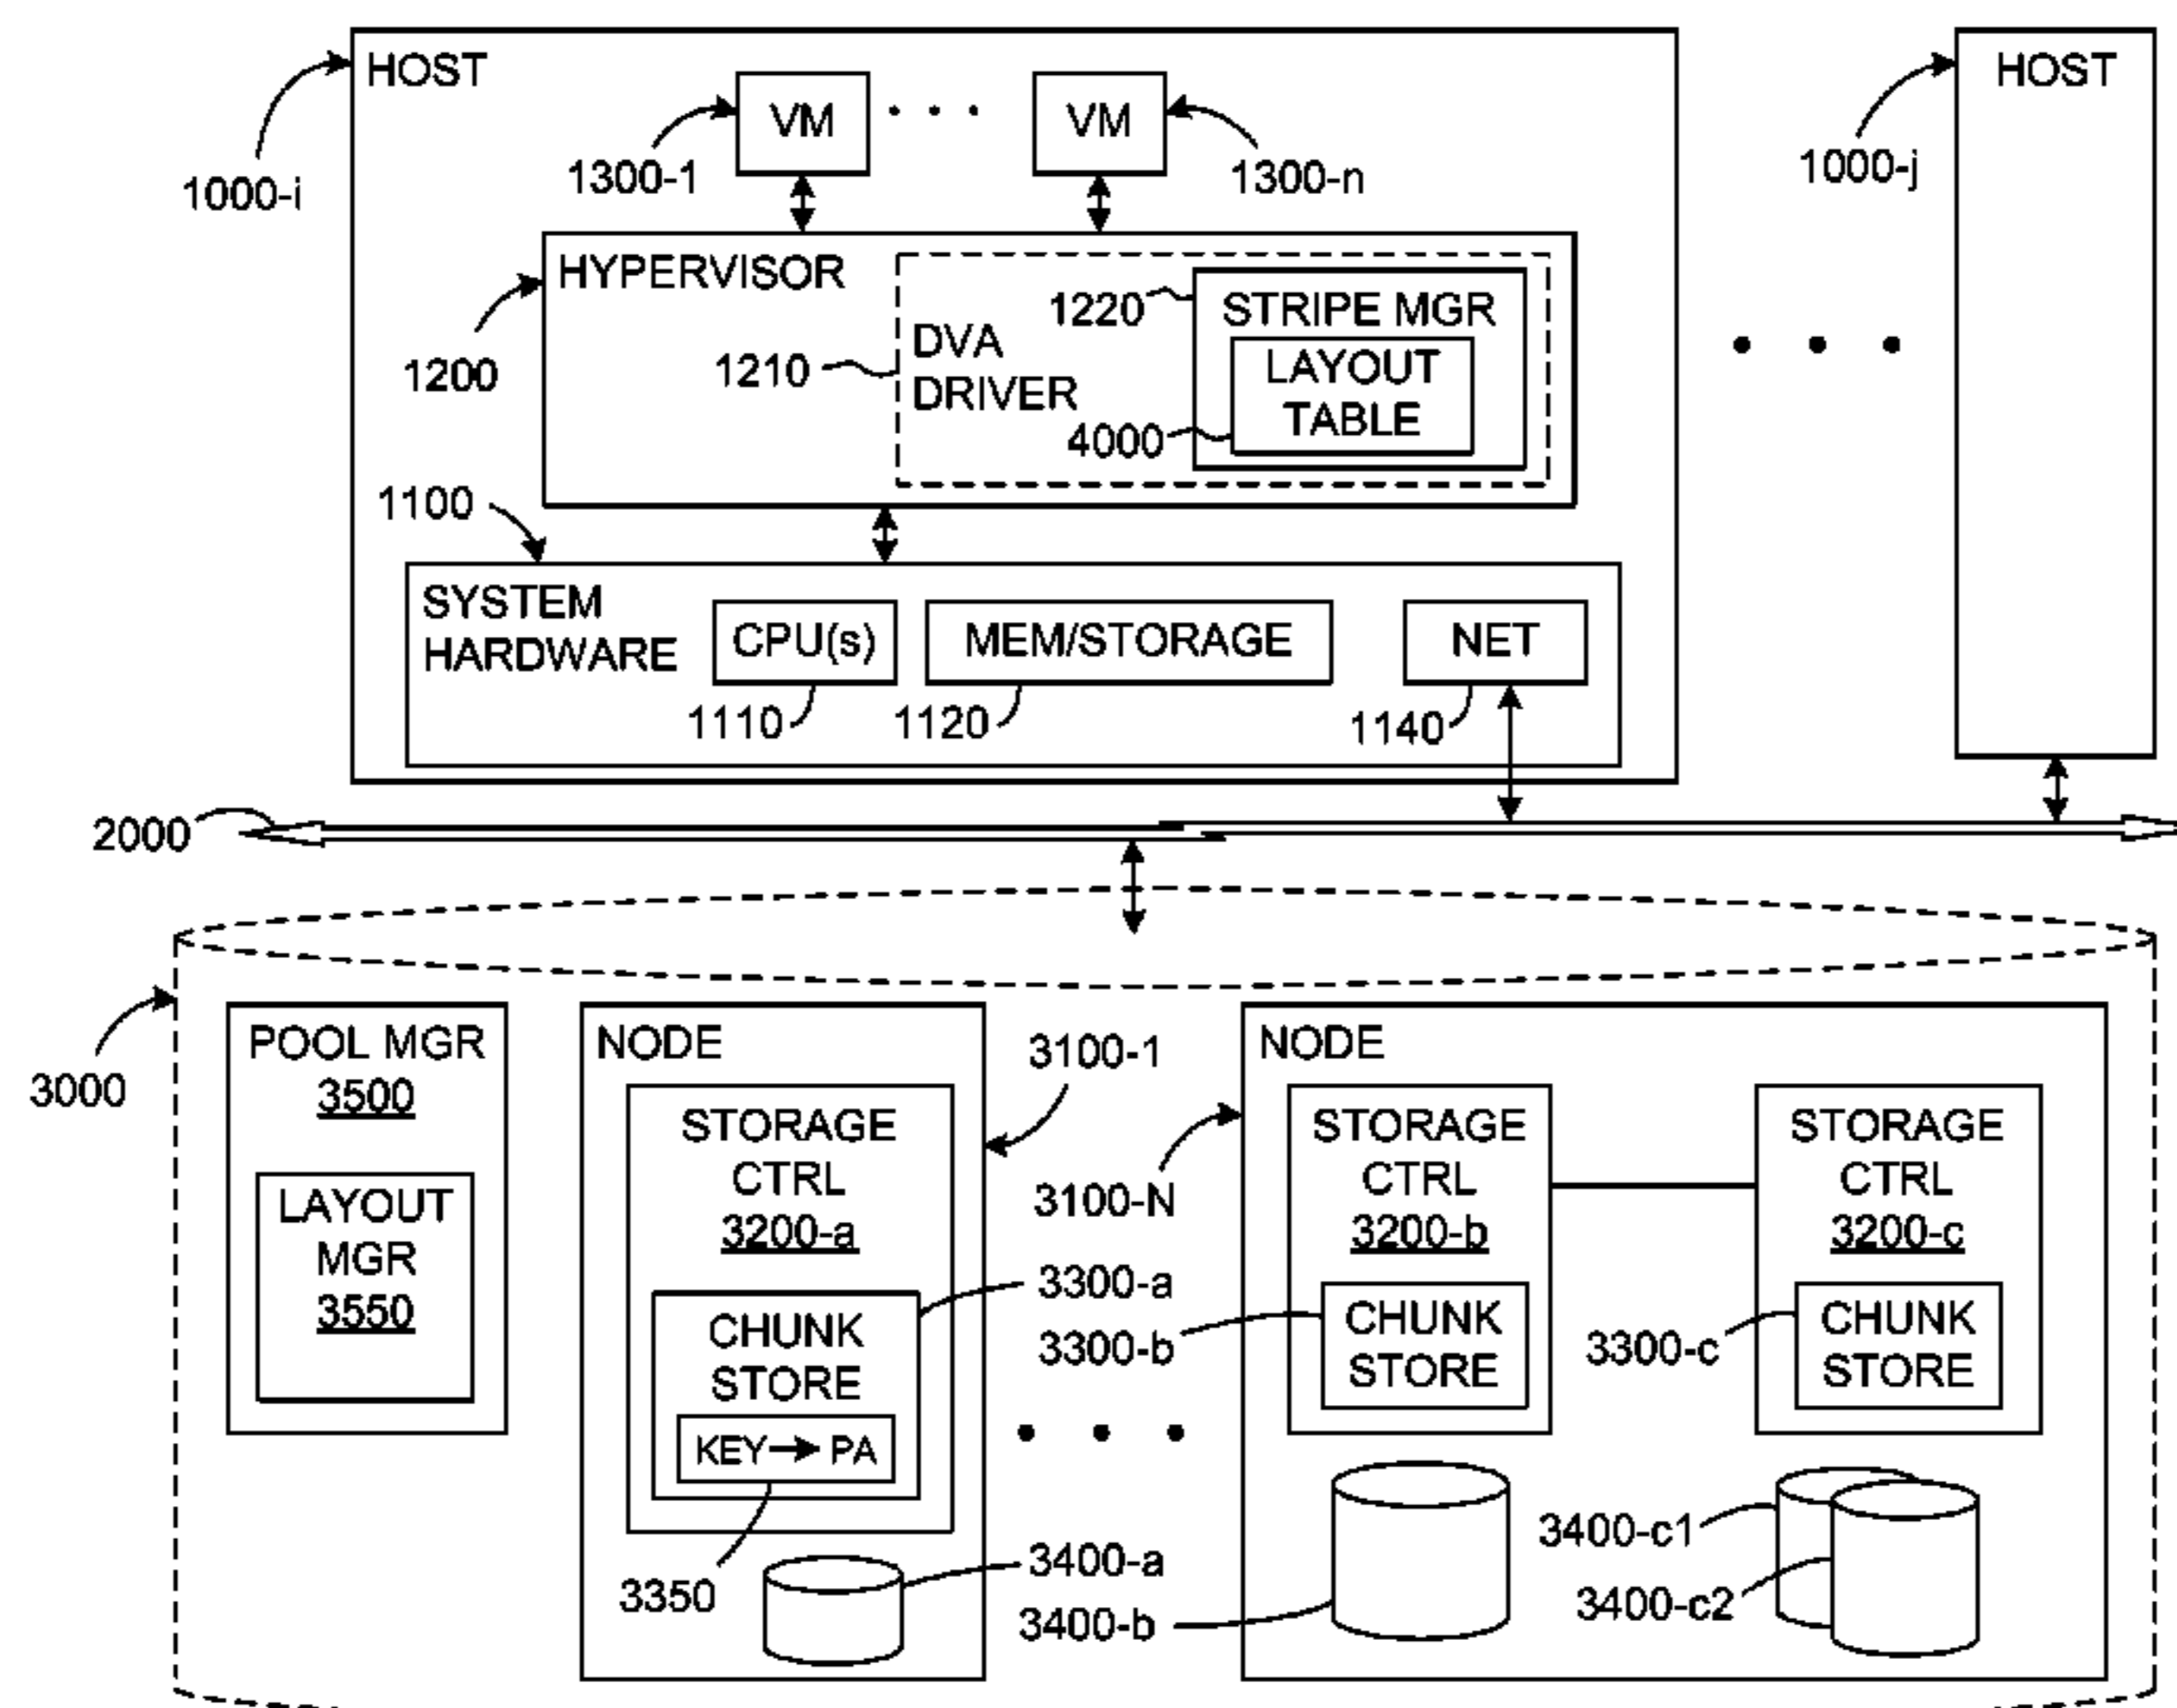 HOST
HOST
VM
VM
1000-i
1300-1
1300-n
1000-j
HYPERVISOR
1220
STRIPE MGR
DVA
DRIVER
1210
LAYOUT
TABLE
1200
4000
1100
SYSTEM
HARDWARE
CPU(s)
MEM/STORAGE
NET
1110
1120
1140
2000
3000
POOL MGR
3500
LAYOUT
MGR
3550
NODE
3100-1
STORAGE
CTRL
3200-a
3300-a
CHUNK
STORE
KEY→PA
3350
3400-a
NODE
3100-N
STORAGE
CTRL
3200-b
3300-b
CHUNK
STORE
3400-b
STORAGE
CTRL
3200-c
3300-c
CHUNK
STORE
3400-c1
3400-c2